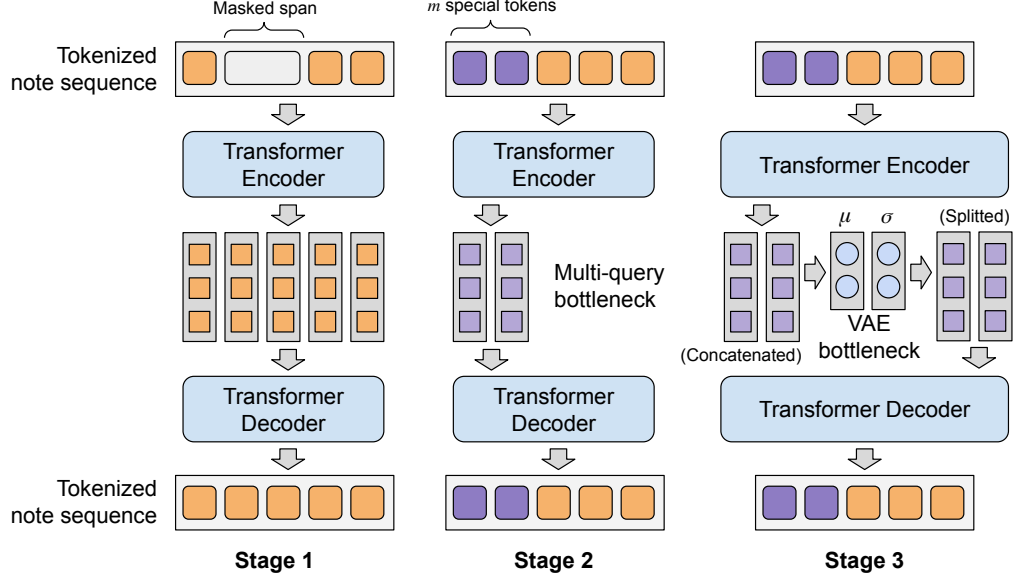 Masked span
m special tokens
Tokenized
note sequence
Transformer
Encoder
Transformer
Encoder
Transformer Encoder
μ
σ
(Splitted)
Multi-query
bottleneck
(Concatenated)
VAE
bottleneck
Transformer
Decoder
Transformer
Decoder
Transformer Decoder
Tokenized
note sequence
Stage 1
Stage 2
Stage 3